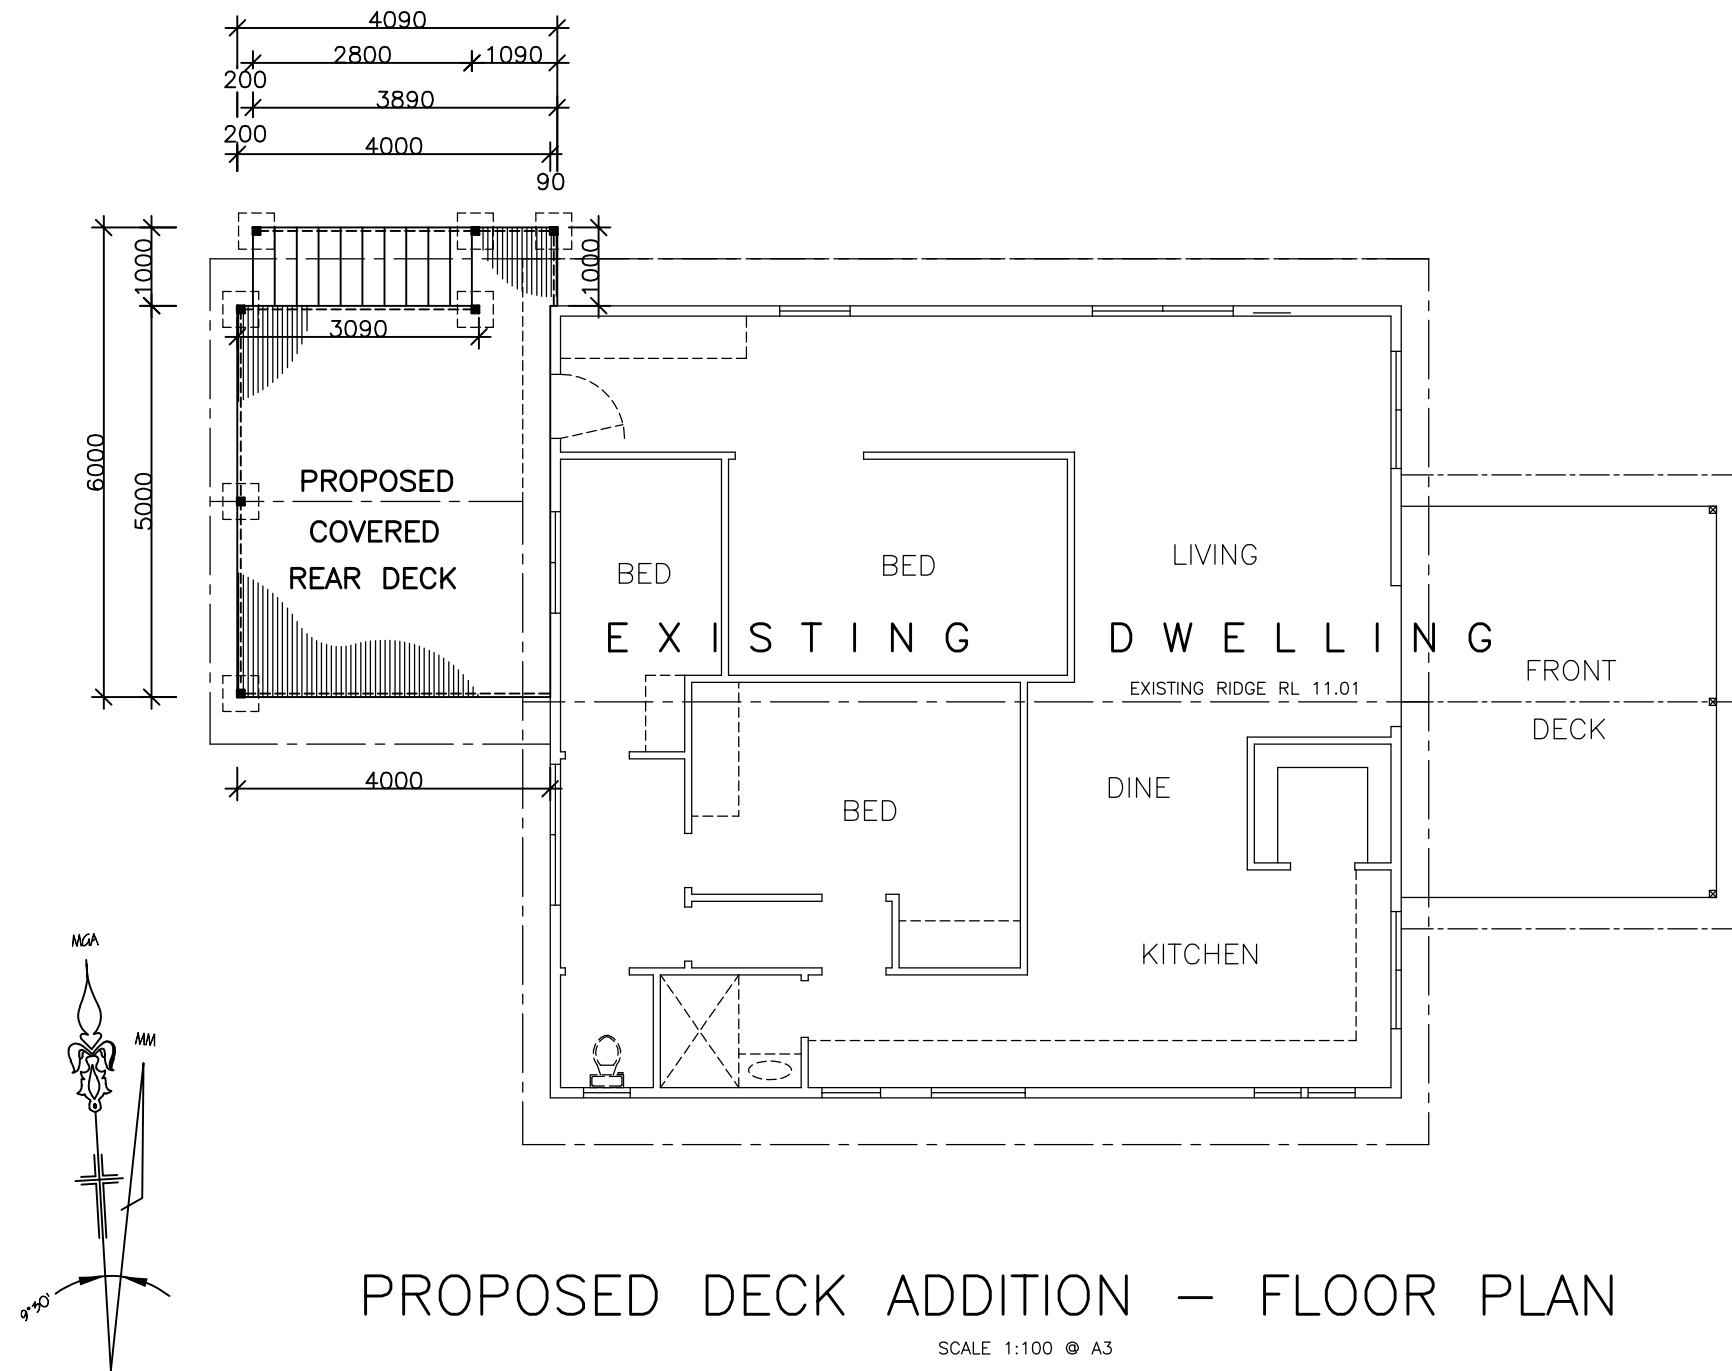 4090
2800 1090
200
3890
200
4000
90
1000
1000
3090
6000
5000
PROPOSED
COVERED
REAR DECK
BED
BED
LIVING
EXISTING DWELLING
FRONT
DECK
EXISTING RIDGE RL 11.01
4000
DINE
BED
KITCHEN
MGA
MM
9°30'
PROPOSED DECK ADDITION – FLOOR PLAN
SCALE 1:100 @ A3